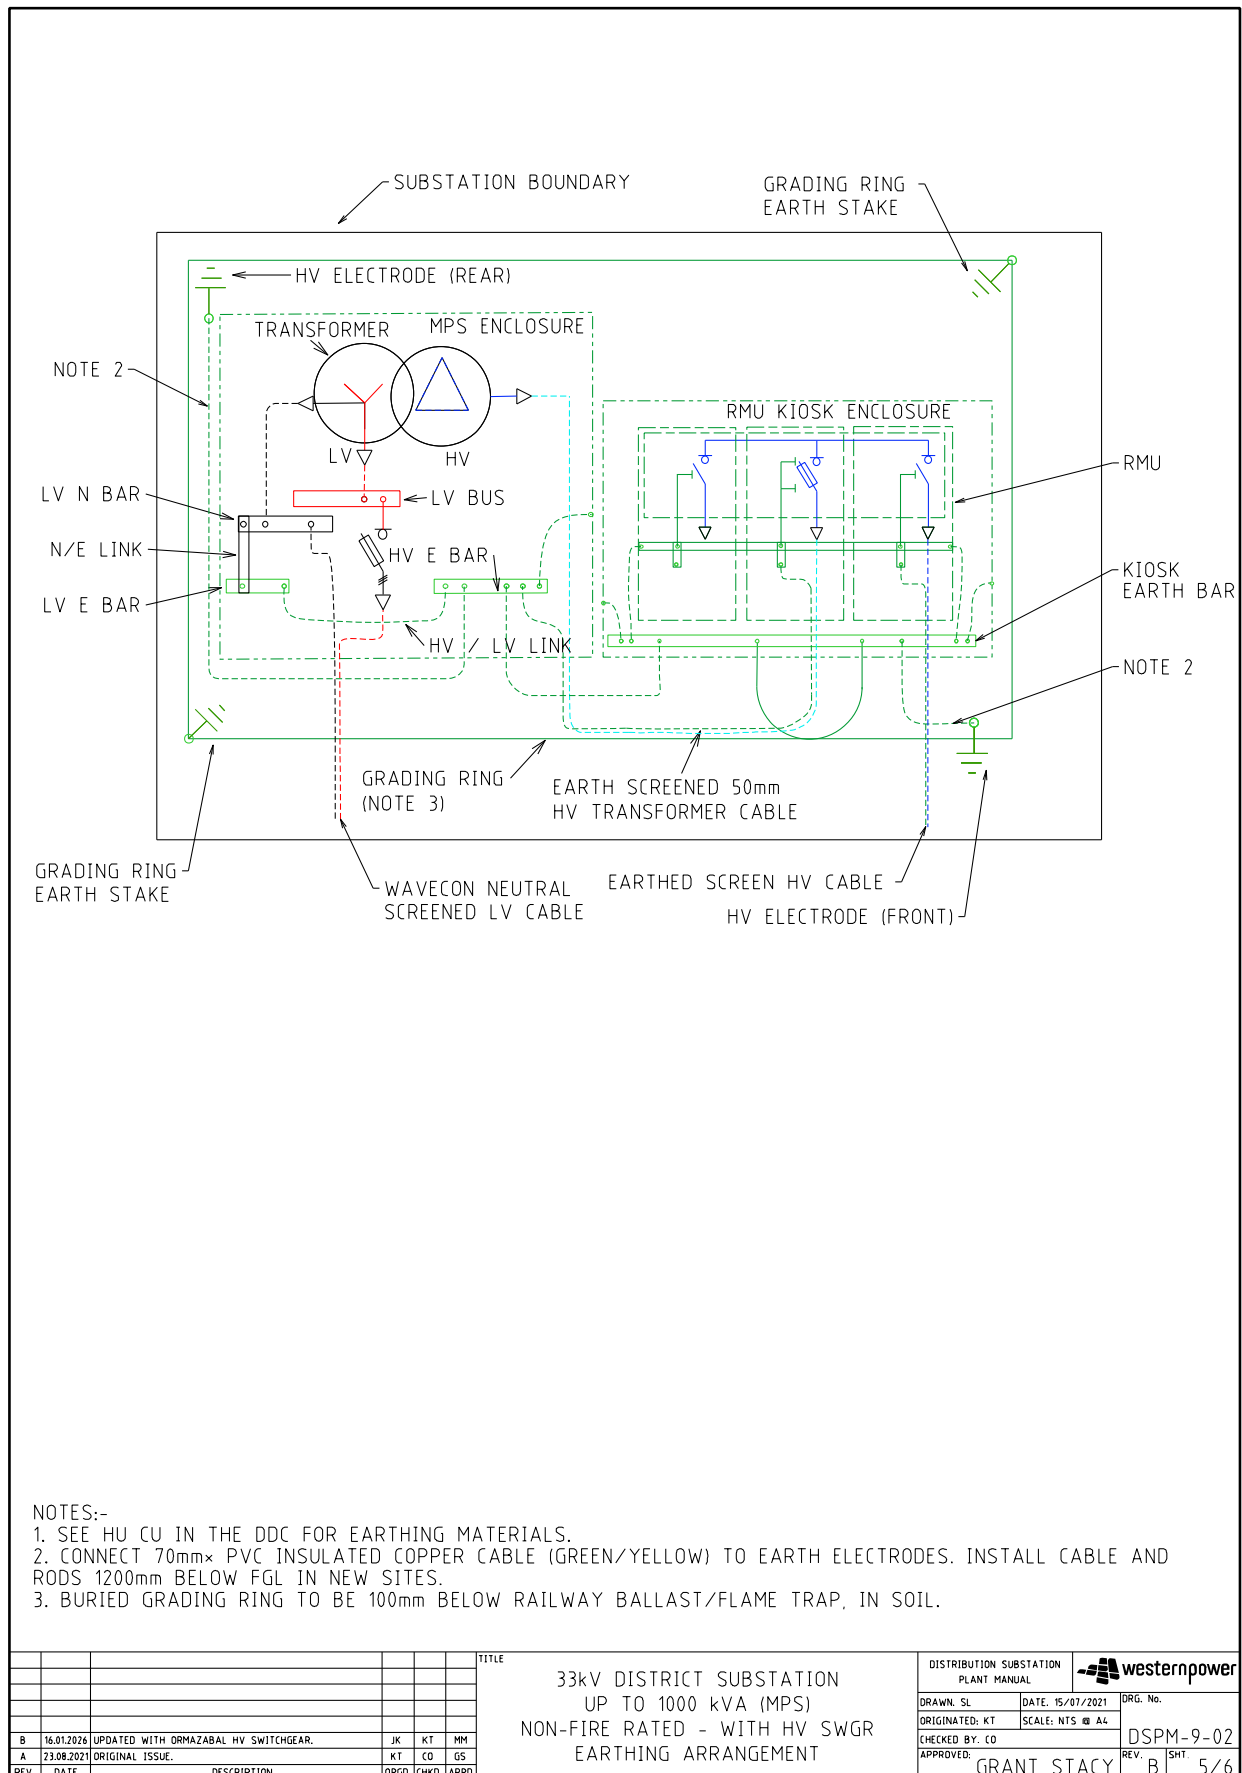 SUBSTATION BOUNDARY
GRADING RING
EARTH STAKE
HV ELECTRODE (REAR)
TRANSFORMER
MPS ENCLOSURE
NOTE 2
RMU KIOSK ENCLOSURE
LV
HV
RMU
LV N BAR
LV BUS
N/E LINK
HV E BAR
KIOSK
EARTH BAR
LV E BAR
HV / LV LINK
NOTE 2
GRADING RING
(NOTE 3)
EARTH SCREENED 50mm
HV TRANSFORMER CABLE
GRADING RING
EARTH STAKE
WAVECON NEUTRAL
SCREENED LV CABLE
EARTHED SCREEN HV CABLE
HV ELECTRODE (FRONT)
NOTES:-
1. SEE HU CU IN THE DDC FOR EARTHING MATERIALS.
2. CONNECT 70mm× PVC INSULATED COPPER CABLE (GREEN/YELLOW) TO EARTH ELECTRODES. INSTALL CABLE AND
RODS 1200mm BELOW FGL IN NEW SITES.
3. BURIED GRADING RING TO BE 100mm BELOW RAILWAY BALLAST/FLAME TRAP, IN SOIL.
B 16.01.2026 UPDATED WITH ORMAZABAL HV SWITCHGEAR. JK KT MM
A 23.08.2021 ORIGINAL ISSUE. KT CO GS
REV. DATE DESCRIPTION ORGD CHKD APRD
TITLE
33kV DISTRICT SUBSTATION
UP TO 1000 kVA (MPS)
NON-FIRE RATED - WITH HV SWGR
EARTHING ARRANGEMENT
DISTRIBUTION SUBSTATION
PLANT MANUAL
westernpower
DRAWN. SL DATE. 15/07/2021
ORIGINATED: KT SCALE: NTS @ A4
CHECKED BY. CO
APPROVED: GRANT STACY
DRG. No.
DSPM-9-02
REV. B SHT. 5/6